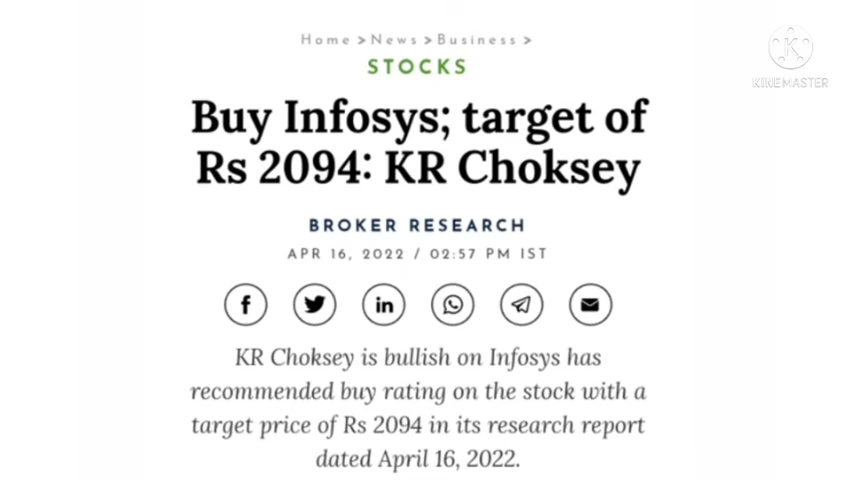 Home > News > Business >
STOCKS
KINEMASTER
Buy Infosys; target of
Rs 2094: KR Choksey
BROKER RESEARCH
APR 16, 2022 / 02:57 PM IST
KR Choksey is bullish on Infosys has
recommended buy rating on the stock with a
target price of Rs 2094 in its research report
dated April 16, 2022.